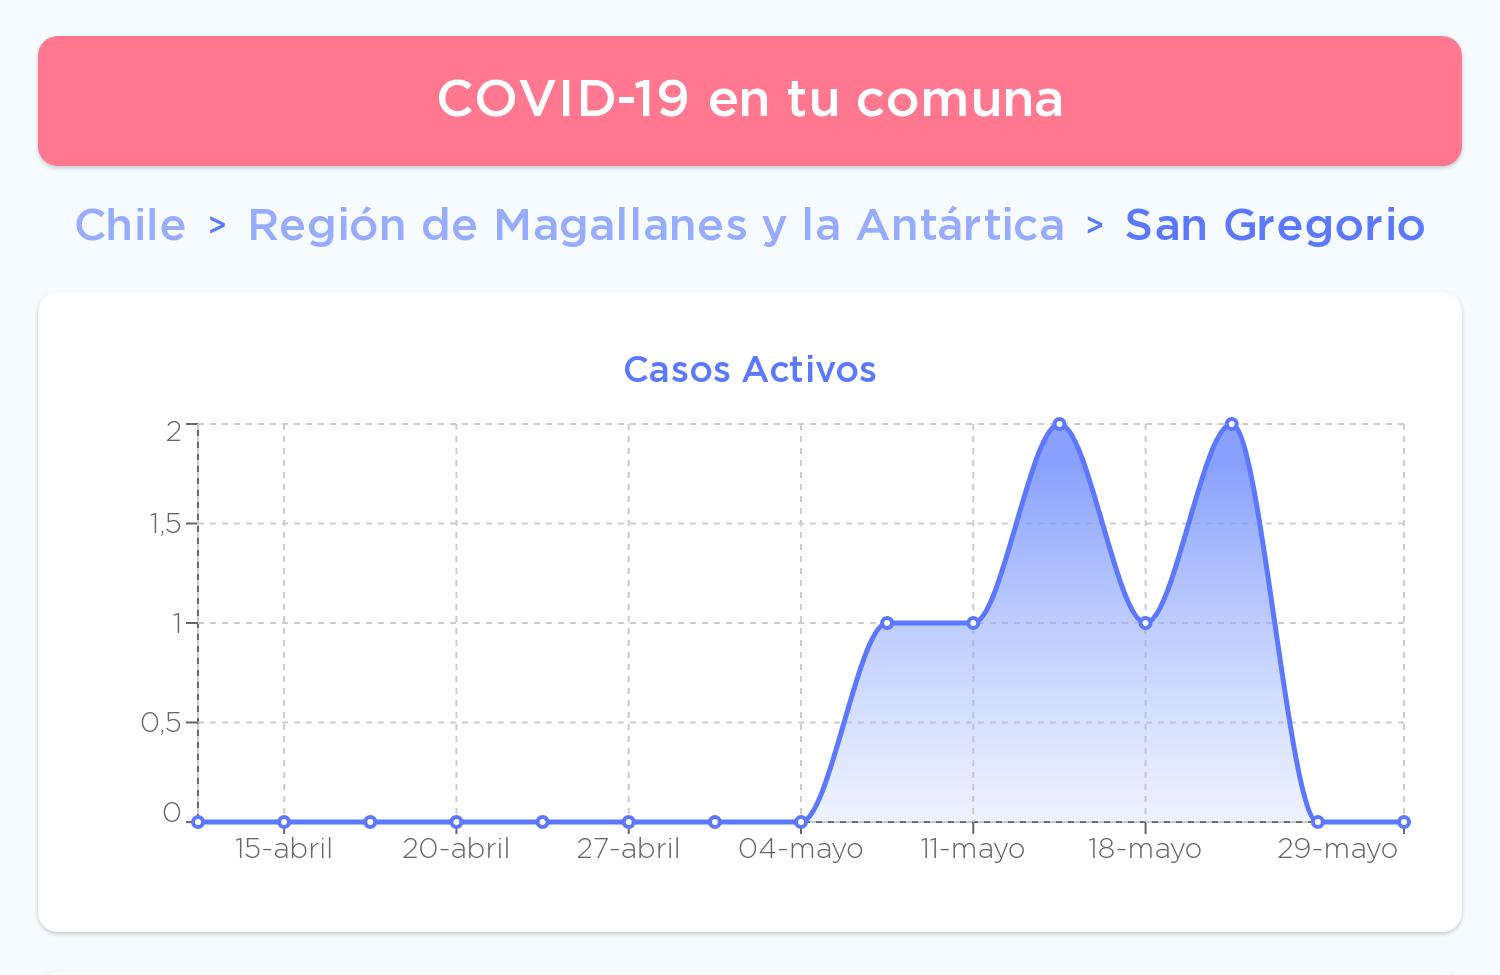 COVID-19 en tu comuna
Chile > Región de Magallanes y la Antártica > San Gregorio
Casos Activos
2
1,5
1
0,5
0
15-abril 20-abril 27-abril 04-mayo 11-mayo 18-mayo 29-mayo